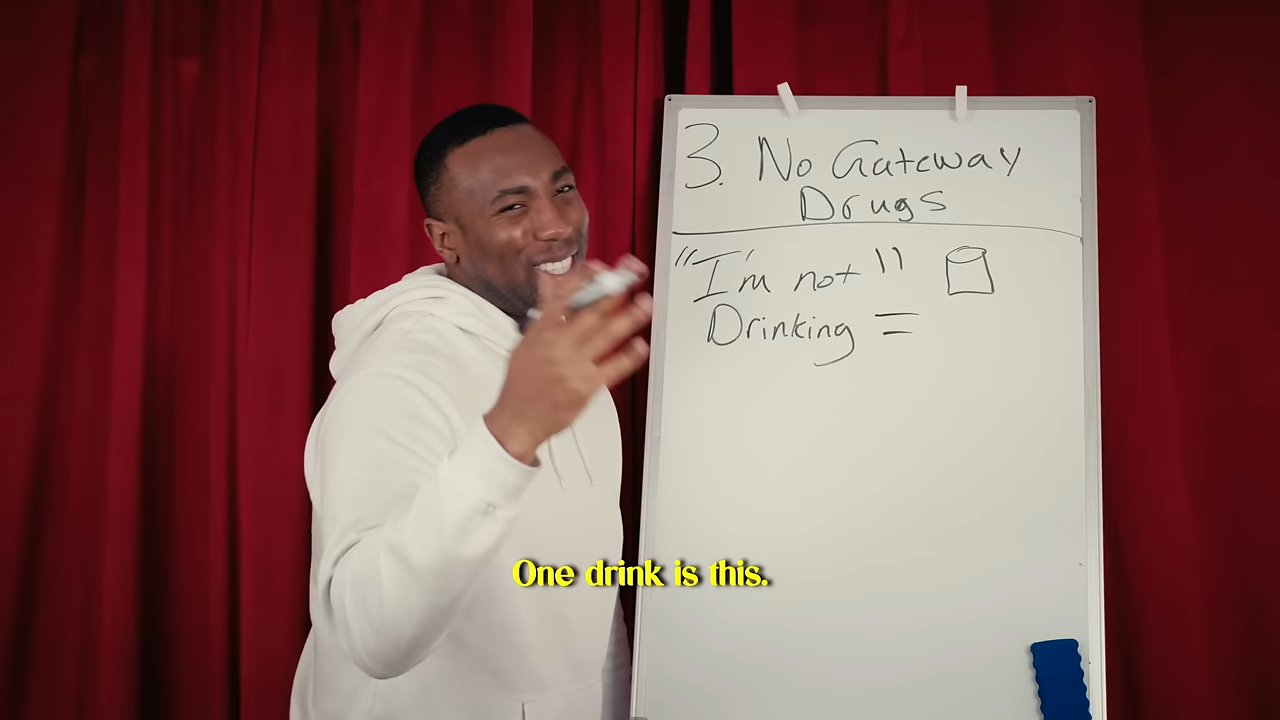 3. No Gateway
Drugs
"I'm not"
Drinking =
One drink is this.